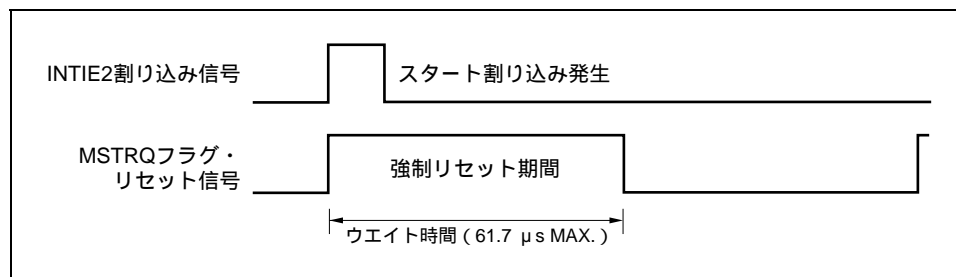 INTIE2割り込み信号
スタート割り込み発生
MSTRQフラグ・
リセット信号
強制リセット期間
ウエイト時間(61.7 μs MAX.)